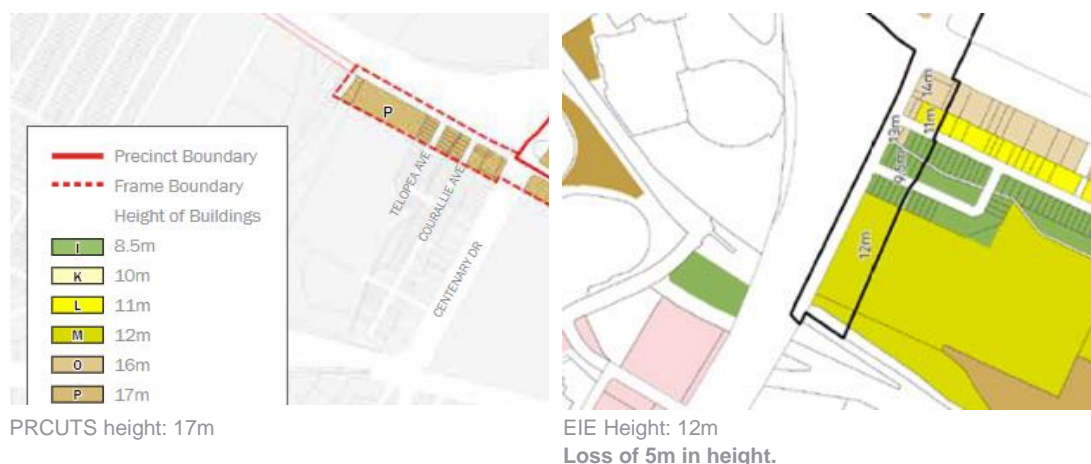 P
TELOPEA AVE
COURALLIE AVE
CENTENARY DR
Precinct Boundary
Frame Boundary
Height of Buildings
I 8.5m
K 10m
L 11m
M 12m
O 16m
P 17m
PRCUTS height: 17m
14m
11m
13m
9.5m
12m
EIE Height: 12m
Loss of 5m in height.